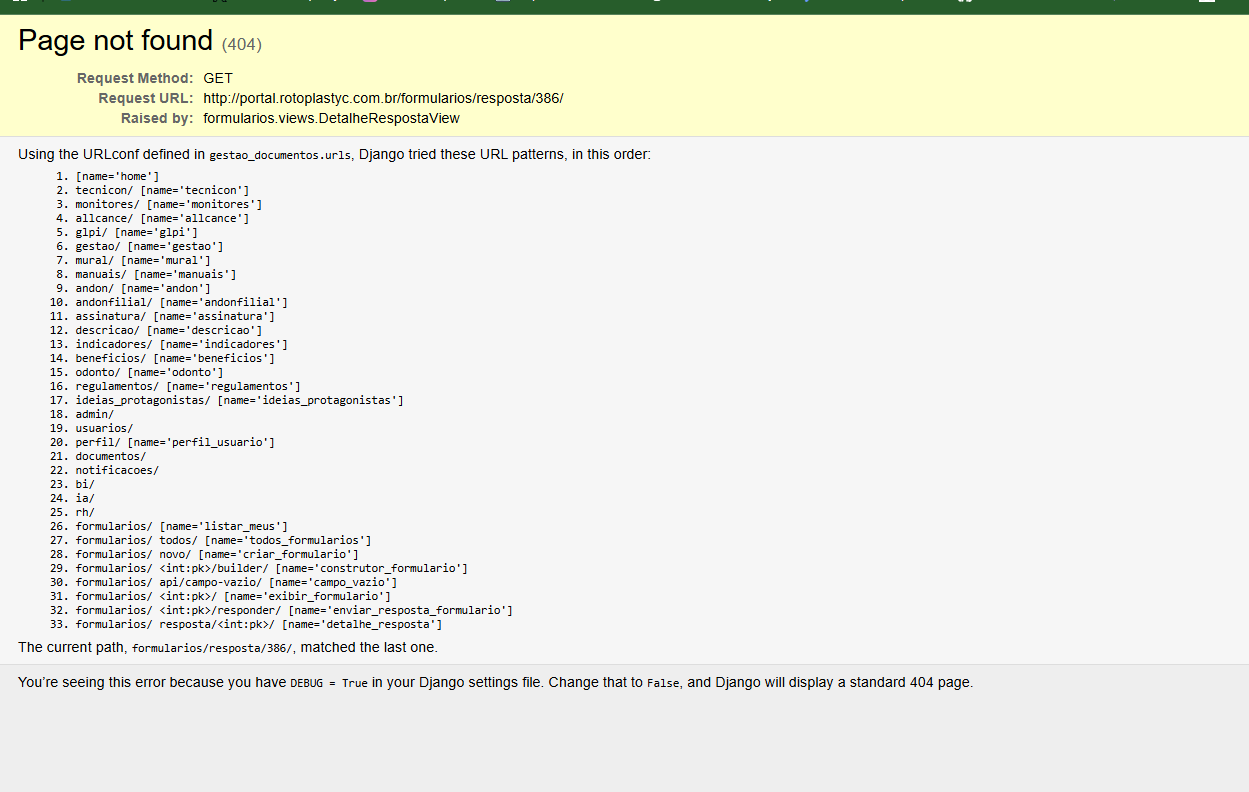 Page not found (404)
Request Method: GET
Request URL: http://portal.rotoplastyc.com.br/formularios/resposta/386/
Raised by: formularios.views.DetalheRespostaView
Using the URLconf defined in gestao_documentos.urls, Django tried these URL patterns, in this order:
1. [name='home']
2. tecnicon/ [name='tecnicon']
3. monitores/ [name='monitores']
4. allcance/ [name='allcance']
5. glpi/ [name='glpi']
6. gestao/ [name='gestao']
7. mural/ [name='mural']
8. manuais/ [name='manuais']
9. andon/ [name='andon']
10. andonfilial/ [name='andonfilial']
11. assinatura/ [name='assinatura']
12. descricao/ [name='descricao']
13. indicadores/ [name='indicadores']
14. beneficios/ [name='beneficios']
15. odonto/ [name='odonto']
16. regulamentos/ [name='regulamentos']
17. ideias_protagonistas/ [name='ideias_protagonistas']
18. admin/
19. usuarios/
20. perfil/ [name='perfil_usuario']
21. documentos/
22. notificacoes/
23. bi/
24. ia/
25. rh/
26. formularios/ [name='listar_meus']
27. formularios/ todos/ [name='todos_formularios']
28. formularios/ novo/ [name='criar_formulario']
29. formularios/ <int:pk>/builder/ [name='construtor_formulario']
30. formularios/ api/campo-vazio/ [name='campo_vazio']
31. formularios/ <int:pk>/ [name='exibir_formulario']
32. formularios/ <int:pk>/responder/ [name='enviar_resposta_formulario']
33. formularios/ resposta/<int:pk>/ [name='detalhe_resposta']
The current path, formularios/resposta/386/, matched the last one.
You’re seeing this error because you have DEBUG = True in your Django settings file. Change that to False, and Django will display a standard 404 page.